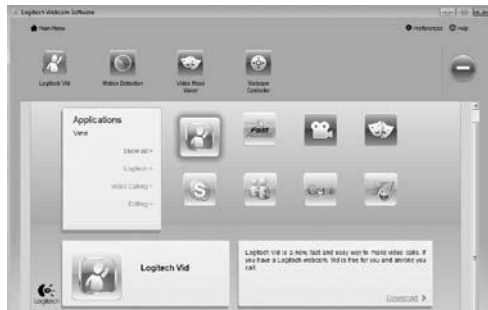 Logitech Webcam Software
Main Menu
Preferences
Help
Logitech Vid
Motion Detection
Video Mask
Webcam
Controller
Applications
View
Show all >
Logitech >
Video Calling >
Editing >
Fast
Logitech Vid
Logitech Vid is a new, fast and easy way to make video calls. If
you have a Logitech webcam, Vid is free for you and anyone you
call.
Download >
Logitech